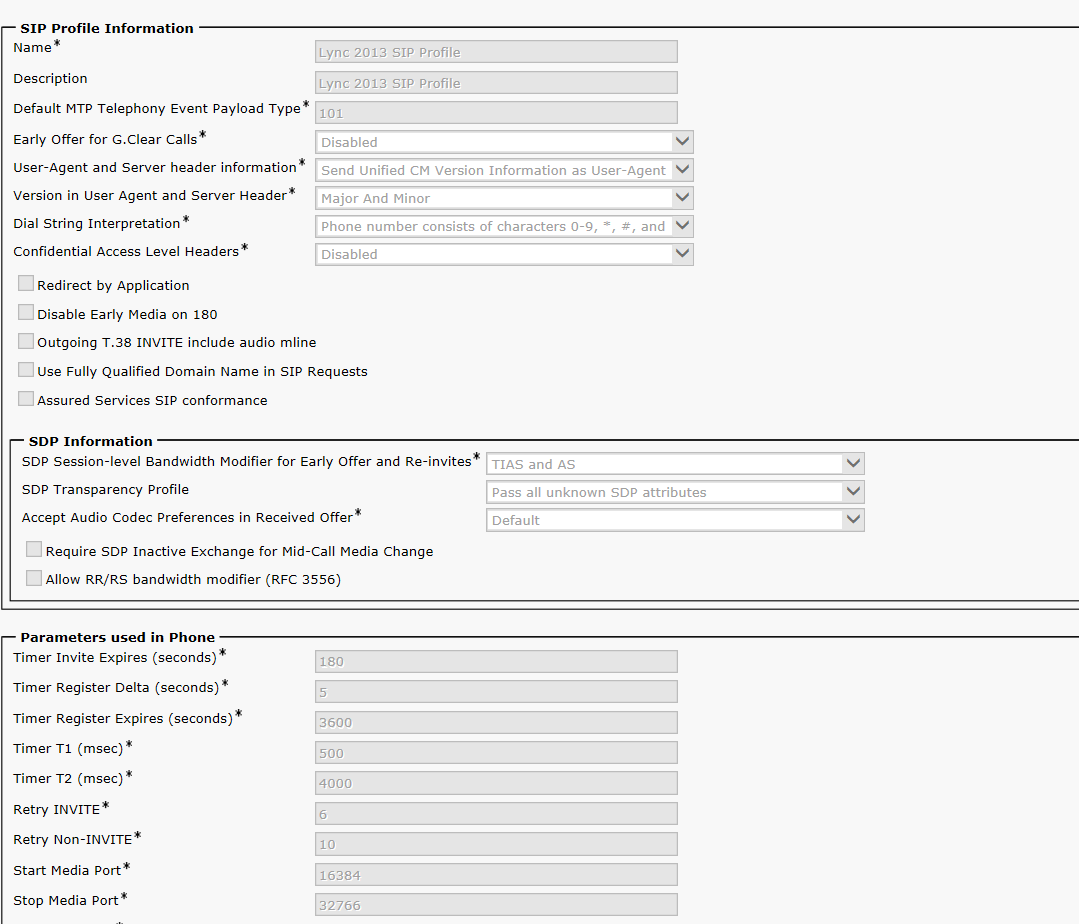 SIP Profile Information
Name* Lync 2013 SIP Profile
Description Lync 2013 SIP Profile
Default MTP Telephony Event Payload Type* 101
Early Offer for G.Clear Calls* Disabled
User-Agent and Server header information* Send Unified CM Version Information as User-Agent
Version in User Agent and Server Header* Major And Minor
Dial String Interpretation* Phone number consists of characters 0-9, *, #, and
Confidential Access Level Headers* Disabled
Redirect by Application
Disable Early Media on 180
Outgoing T.38 INVITE include audio mline
Use Fully Qualified Domain Name in SIP Requests
Assured Services SIP conformance
SDP Information
SDP Session-level Bandwidth Modifier for Early Offer and Re-invites* TIAS and AS
SDP Transparency Profile Pass all unknown SDP attributes
Accept Audio Codec Preferences in Received Offer* Default
Require SDP Inactive Exchange for Mid-Call Media Change
Allow RR/RS bandwidth modifier (RFC 3556)
Parameters used in Phone
Timer Invite Expires (seconds)* 180
Timer Register Delta (seconds)* 5
Timer Register Expires (seconds)* 3600
Timer T1 (msec)* 500
Timer T2 (msec)* 4000
Retry INVITE* 6
Retry Non-INVITE* 10
Start Media Port* 16384
Stop Media Port* 32766